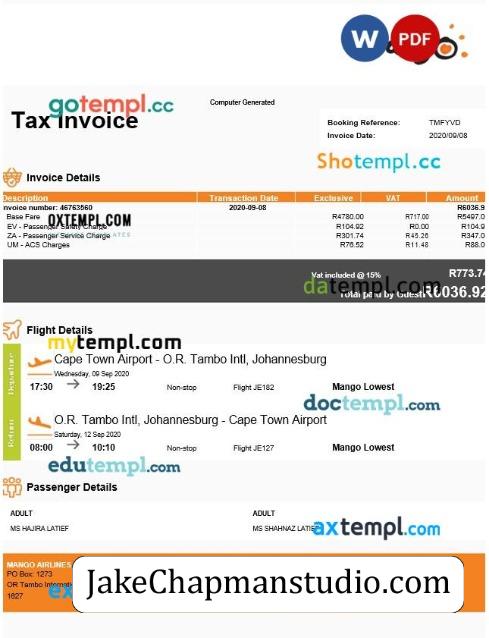 W PDF
gotempl.cc
Computer Generated
Tax Invoice
Booking Reference: TMFYVD
Invoice Date: 2020/09/08
Shotempl.cc
Invoice Details
Description Transaction Date Exclusive VAT Amount
Invoice number: 46763560 2020-09-08 R6036.9
Base Fare R4780.00 R717.00 R5497.0
OXTEMPL.COM
EV - Passenger Safety Charge R104.92 R0.00 R104.9
ZA - Passenger Service Charge R301.74 R45.26 R347.0
UM - ACS Charges R76.52 R11.48 R88.0
Vat included @ 15% R773.74
datempl.com
Total paid by Guest R6036.92
Flight Details
mytempl.com
Departure
Cape Town Airport - O.R. Tambo Intl, Johannesburg
Wednesday, 09 Sep 2020
17:30 → 19:25 Non-stop Flight JE182 Mango Lowest
doctempl.com
Return
O.R. Tambo Intl, Johannesburg - Cape Town Airport
Saturday, 12 Sep 2020
08:00 → 10:10 Non-stop Flight JE127 Mango Lowest
edutempl.com
Passenger Details
ADULT ADULT
MS HAJIRA LATIEF MS SHAHNAZ LATIEF
axtempl.com
MANGO AIRLINES
PO Box: 1273
OR Tambo
1627
JakeChapmanstudio.com